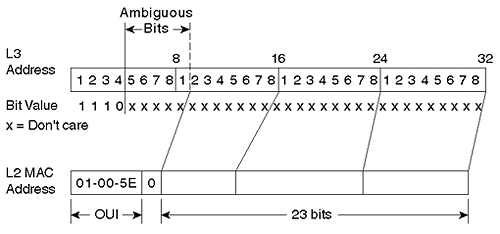 Ambiguous
Bits
8 16 24 32
L3
Address
1 2 3 4 5 6 7 8 1 2 3 4 5 6 7 8 1 2 3 4 5 6 7 8 1 2 3 4 5 6 7 8
Bit Value 1 1 1 0 x x x x x x x x x x x x x x x x x x x x x x x x x x x x
x = Don't care
L2 MAC
Address
01-00-5E 0
OUI 23 bits